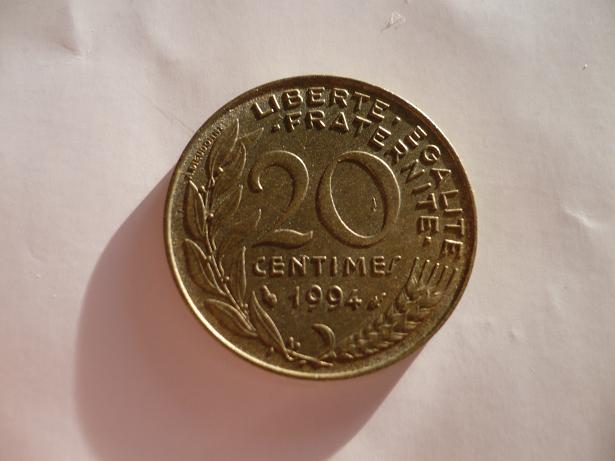 LIBERTE · EGALITE
· FRATERNITE ·
20
CENTIMES
1994